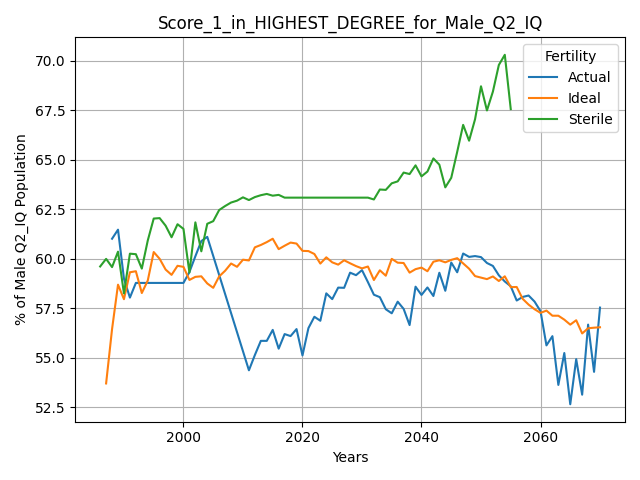 Score_1_in_HIGHEST_DEGREE_for_Male_Q2_IQ
% of Male Q2_IQ Population
70.0
67.5
65.0
62.5
60.0
57.5
55.0
52.5
Fertility
Actual
Ideal
Sterile
2000
2020
2040
2060
Years